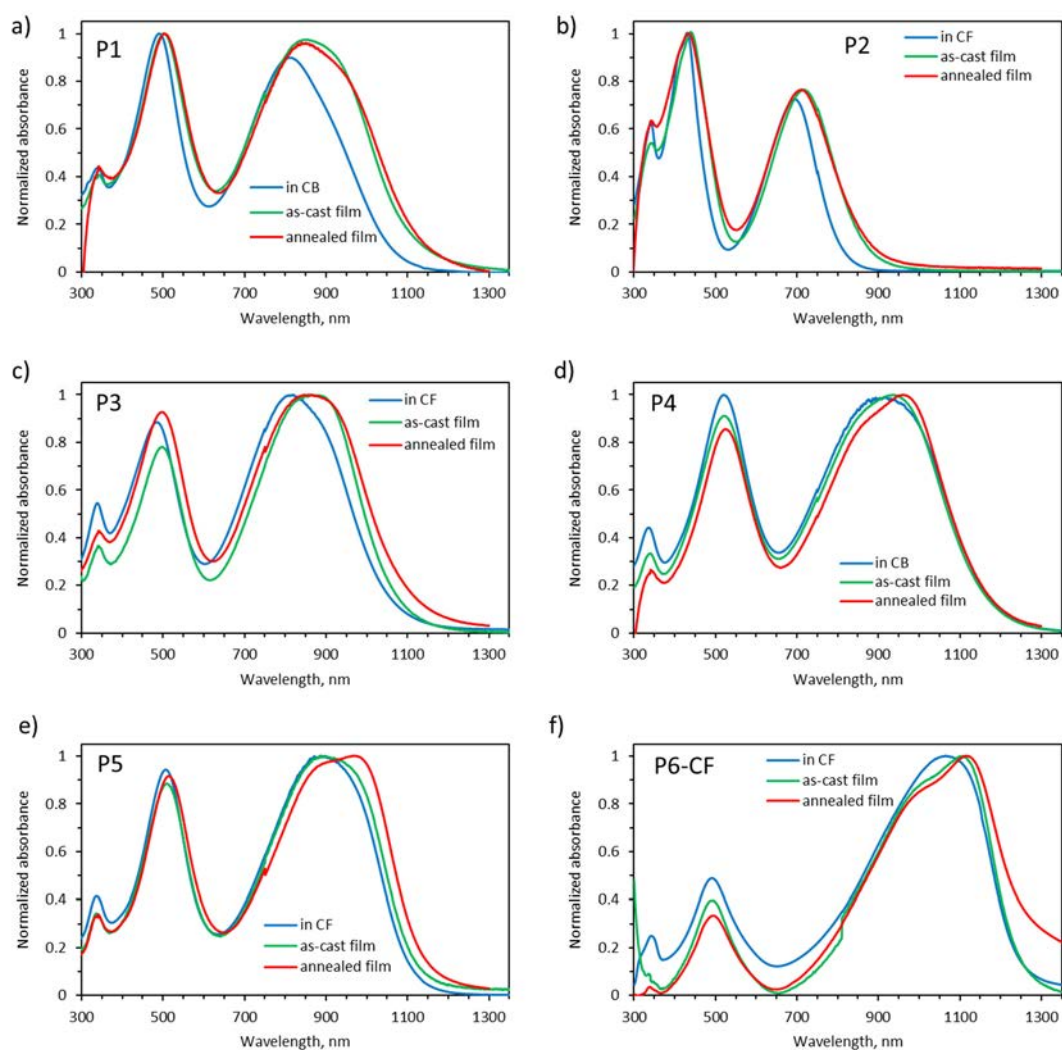 a)
P1
Normalized absorbance
1
0.8
0.6
0.4
0.2
0
in CB
as-cast film
annealed film
300 500 700 900 1100 1300
Wavelength, nm
b)
P2
Normalized absorbance
1
0.8
0.6
0.4
0.2
0
in CF
as-cast film
annealed film
300 500 700 900 1100 1300
Wavelength, nm
c)
P3
Normalized absorbance
1
0.8
0.6
0.4
0.2
0
in CF
as-cast film
annealed film
300 500 700 900 1100 1300
Wavelength, nm
d)
P4
Normalized absorbance
1
0.8
0.6
0.4
0.2
0
in CB
as-cast film
annealed film
300 500 700 900 1100 1300
Wavelength, nm
e)
P5
Normalized absorbance
1
0.8
0.6
0.4
0.2
0
in CF
as-cast film
annealed film
300 500 700 900 1100 1300
Wavelength, nm
f)
P6-CF
Normalized absorbance
1
0.8
0.6
0.4
0.2
0
in CF
as-cast film
annealed film
300 500 700 900 1100 1300
Wavelength, nm